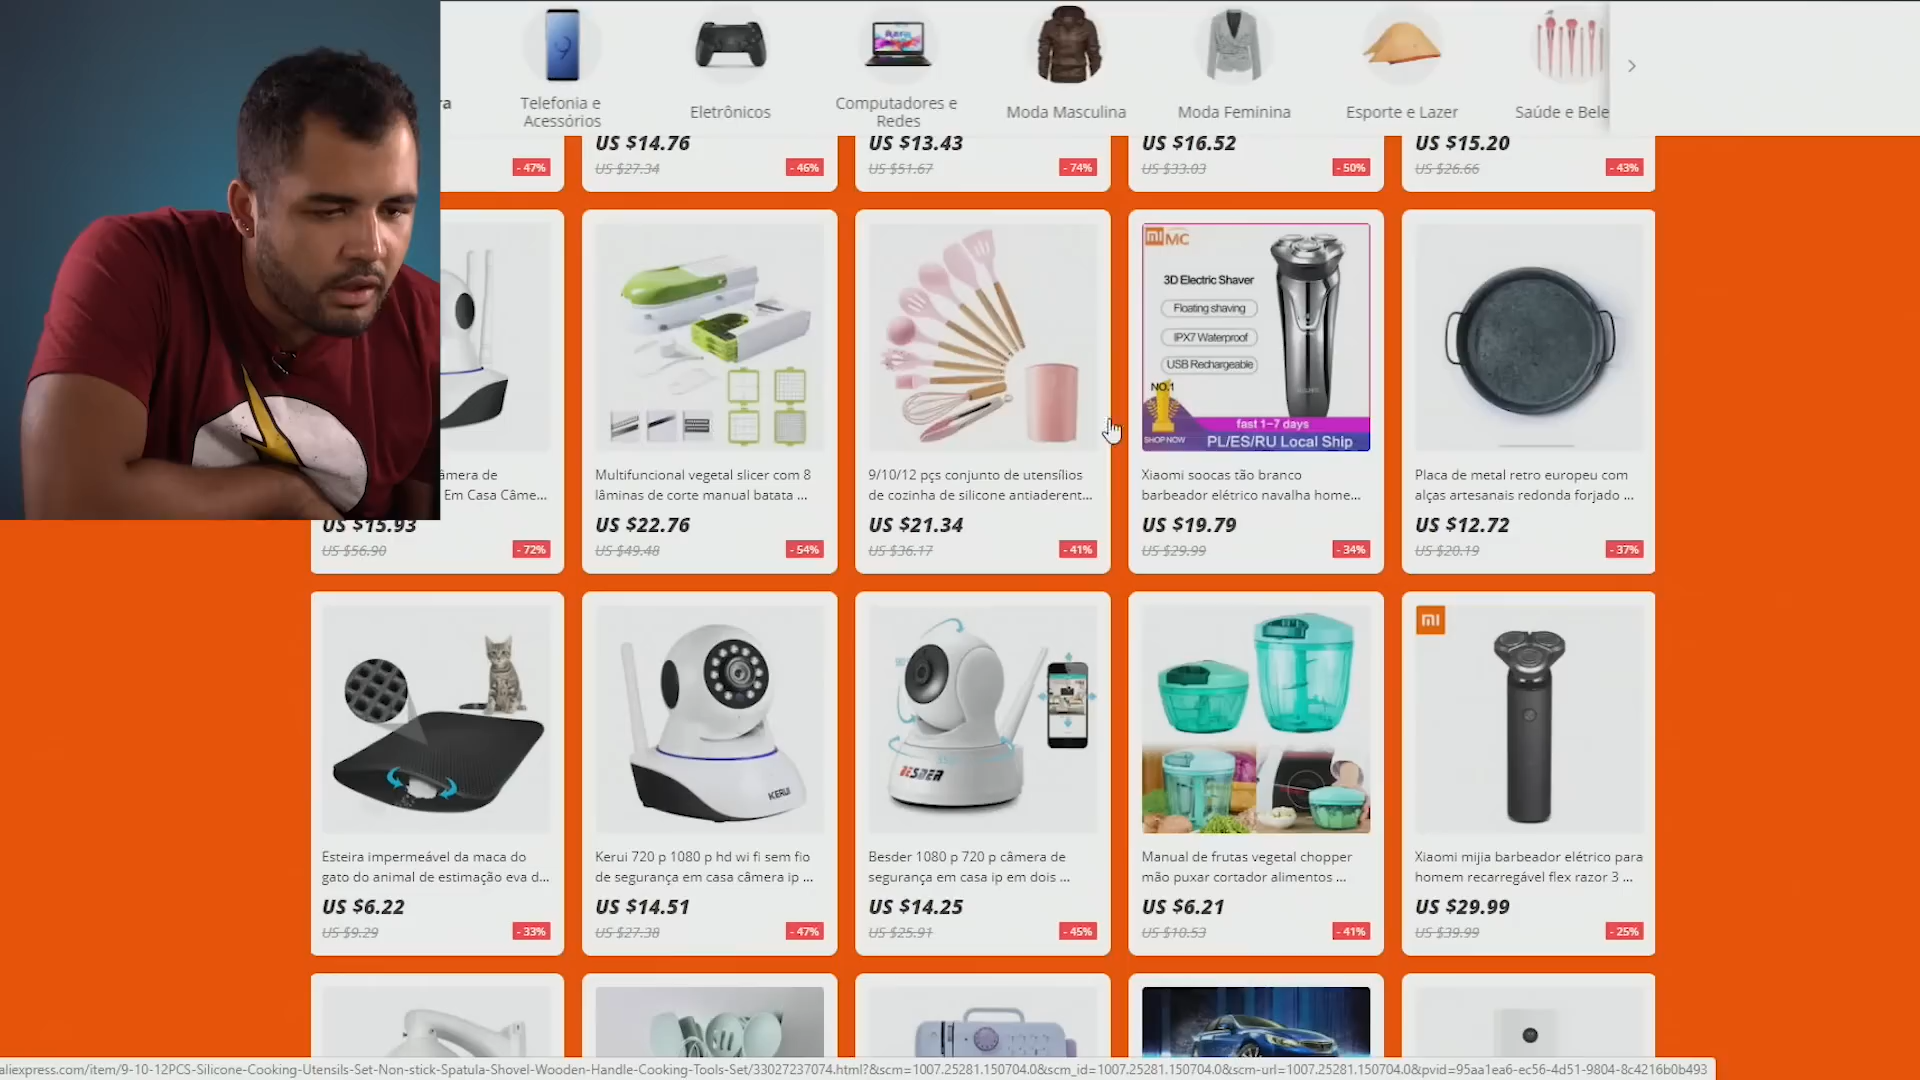 Telefonia e
Acessórios
Eletrônicos
Computadores e
Redes
Moda Masculina
Moda Feminina
Esporte e Lazer
Saúde e Bele
- 47%
US $14.76
US $27.34
- 46%
US $13.43
US $51.67
- 74%
US $16.52
US $33.03
- 50%
US $15.20
US $26.66
- 43%
âmera de
Em Casa Câme...
US $15.93
US $56.90
- 72%
Multifuncional vegetal slicer com 8
lâminas de corte manual batata ...
US $22.76
US $49.48
- 54%
9/10/12 pçs conjunto de utensílios
de cozinha de silicone antiaderent...
US $21.34
US $36.17
- 41%
mi MC
3D Electric Shaver
Floating shaving
IPX7 Waterproof
USB Rechargeable
NO.1
SHOP NOW
fast 1-7 days
PL/ES/RU Local Ship
Xiaomi soocas tão branco
barbeador elétrico navalha home...
US $19.79
US $29.99
- 34%
Placa de metal retro europeu com
alças artesanais redonda forjado ...
US $12.72
US $20.19
- 37%
Esteira impermeável da maca do
gato do animal de estimação eva d...
US $6.22
US $9.29
- 33%
KERUI
Kerui 720 p 1080 p hd wi fi sem fio
de segurança em casa câmera ip ...
US $14.51
US $27.38
- 47%
BESDER
Besder 1080 p 720 p câmera de
segurança em casa ip em dois ...
US $14.25
US $25.91
- 45%
Manual de frutas vegetal chopper
mão puxar cortador alimentos ...
US $6.21
US $10.53
- 41%
mi
Xiaomi mijia barbeador elétrico para
homem recarregável flex razor 3 ...
US $29.99
US $39.99
- 25%
aliexpress.com/item/9-10-12PCS-Silicone-Cooking-Utensils-Set-Non-stick-Spatula-Shovel-Wooden-Handle-Cooking-Tools-Set/33027237074.html?&scm=1007.25281.150704.0&scm_id=1007.25281.150704.0&scm-url=1007.25281.150704.0&pvid=95aa1ea6-ec56-4d51-9804-8c4216b0b493